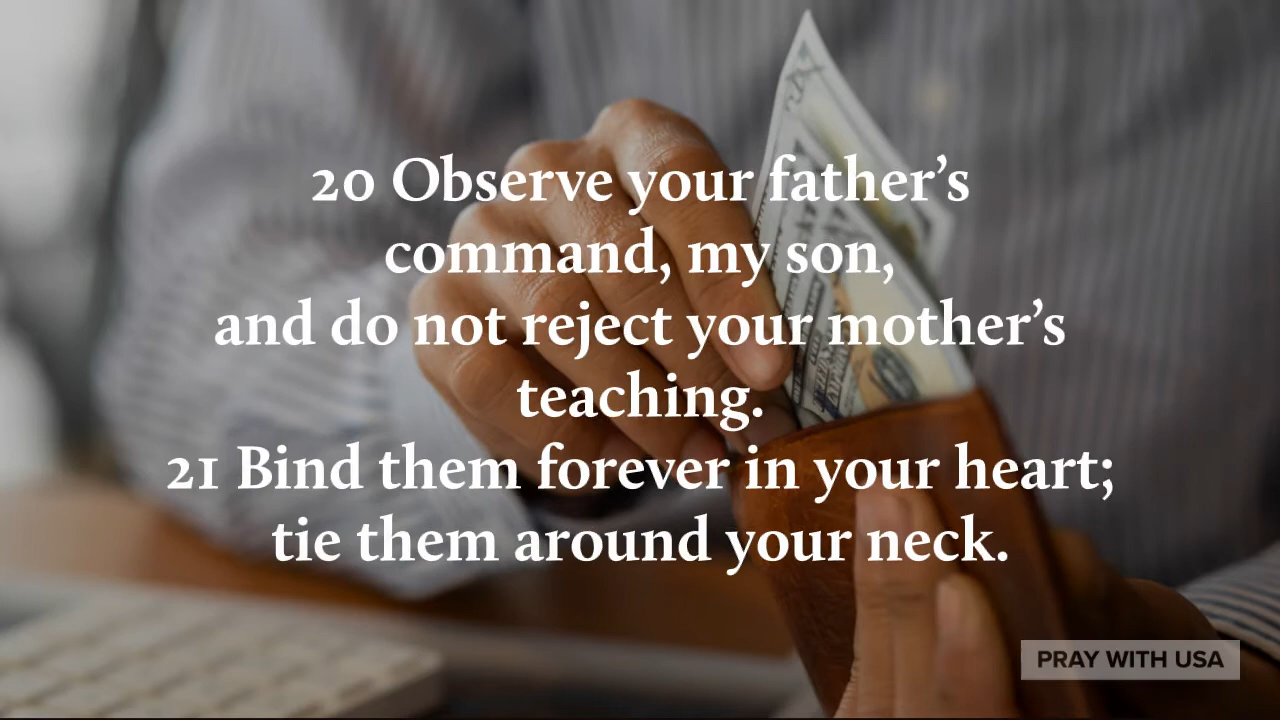 20 Observe your father’s
command, my son,
and do not reject your mother’s
teaching.
21 Bind them forever in your heart;
tie them around your neck.
PRAY WITH USA